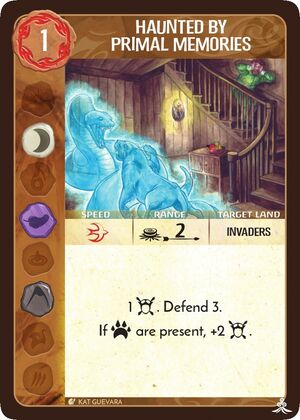 1
HAUNTED BY
PRIMAL MEMORIES
SPEED RANGE TARGET LAND
2 INVADERS
1 . Defend 3.
If are present, +2 .
KAT GUEVARA